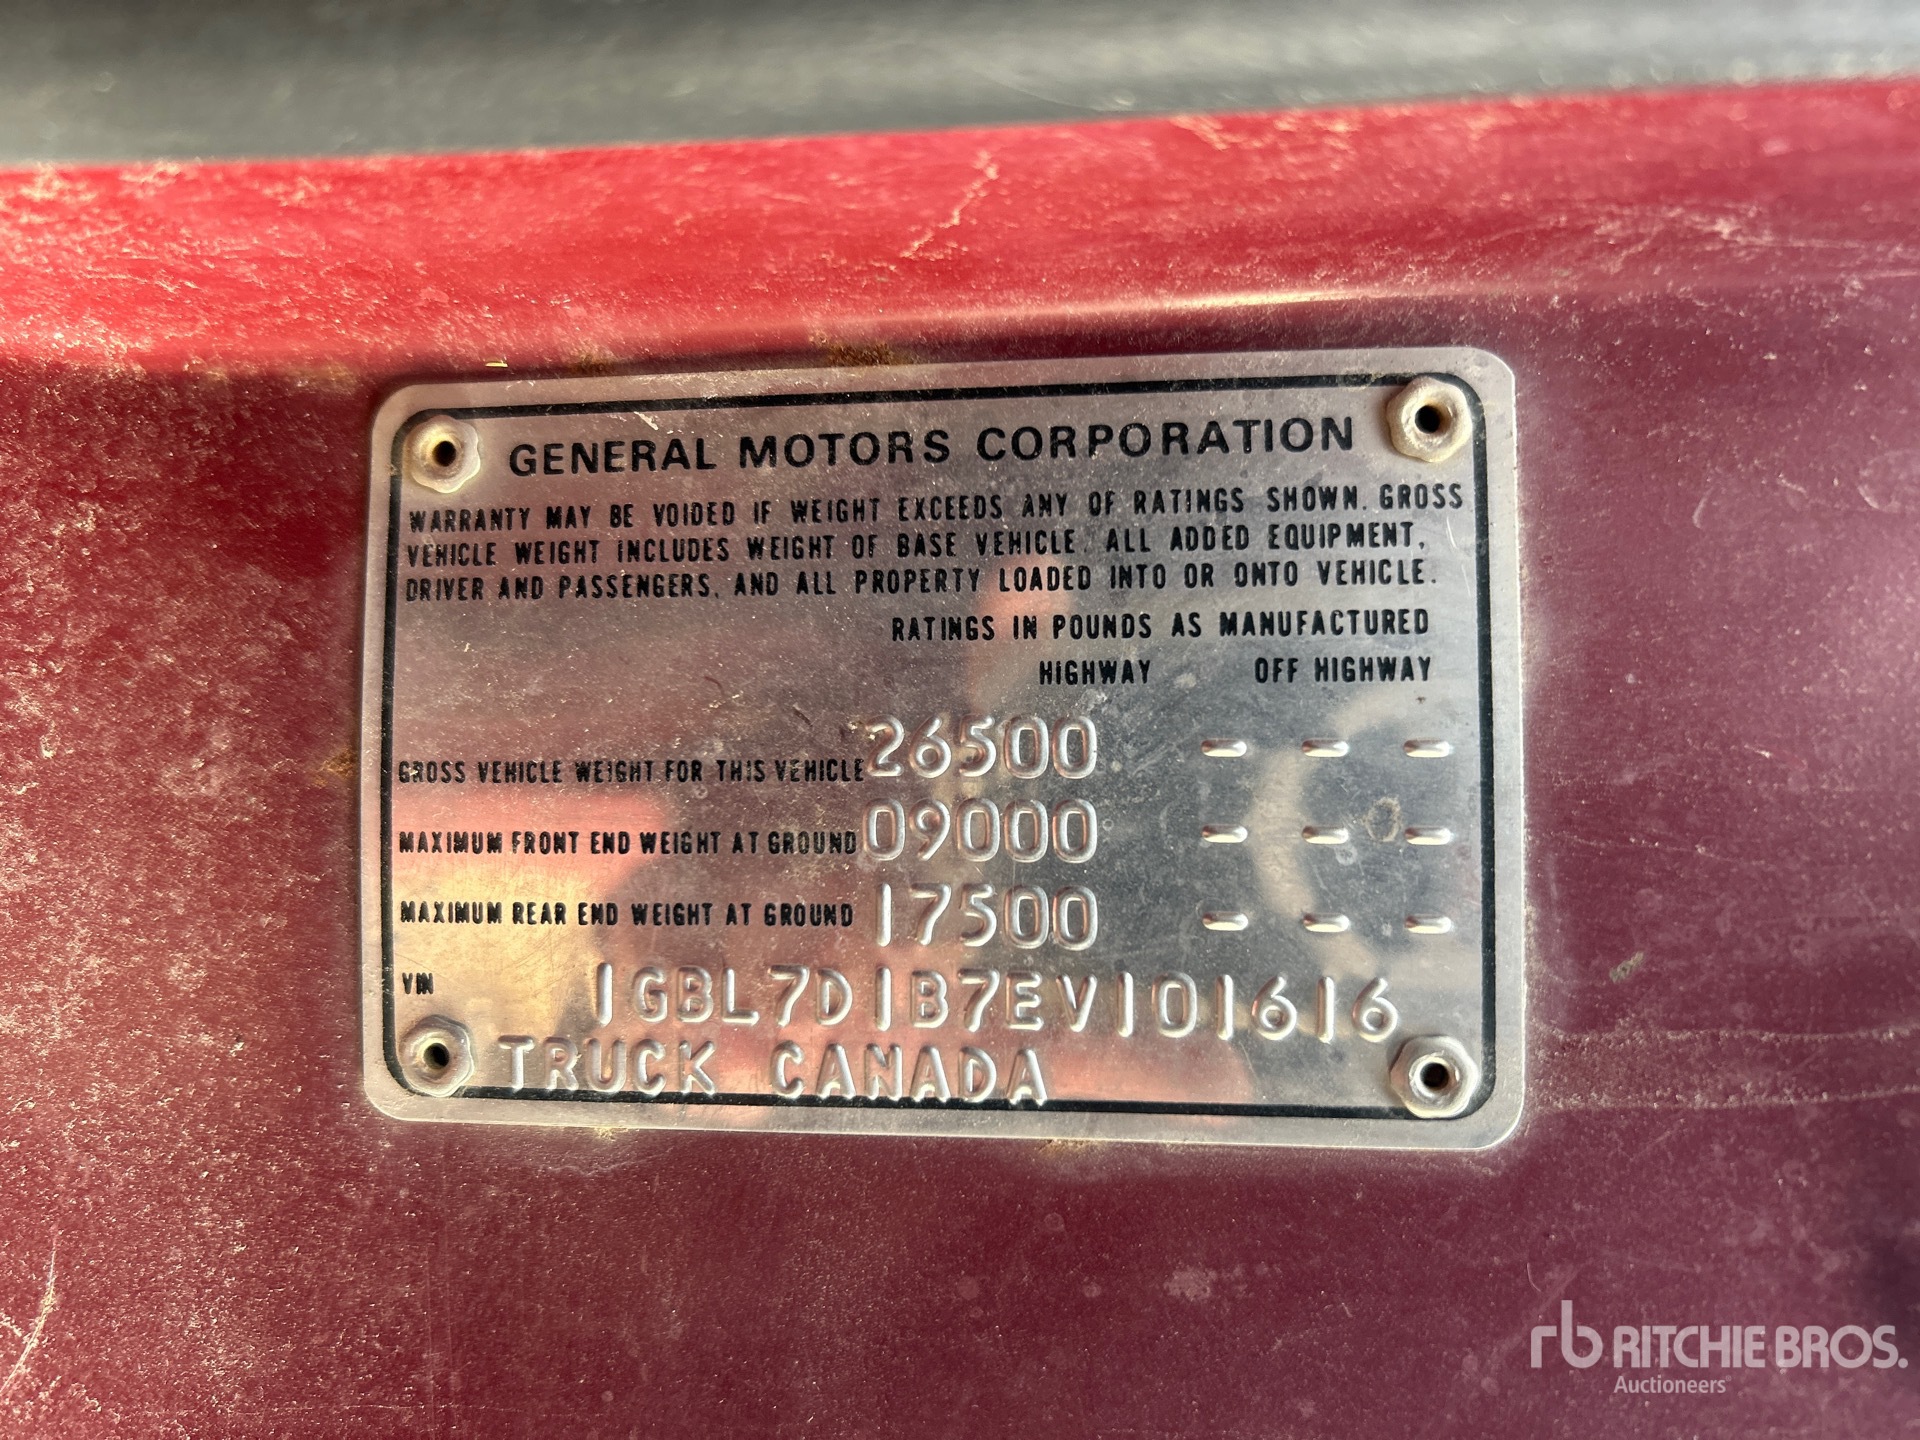 GENERAL MOTORS CORPORATION
WARRANTY MAY BE VOIDED IF WEIGHT EXCEEDS ANY OF RATINGS SHOWN. GROSS
VEHICLE WEIGHT INCLUDES WEIGHT OF BASE VEHICLE. ALL ADDED EQUIPMENT,
DRIVER AND PASSENGERS, AND ALL PROPERTY LOADED INTO OR ONTO VEHICLE.
RATINGS IN POUNDS AS MANUFACTURED
HIGHWAY OFF HIGHWAY
GROSS VEHICLE WEIGHT FOR THIS VEHICLE 26500 - - -
MAXIMUM FRONT END WEIGHT AT GROUND 09000 - - -
MAXIMUM REAR END WEIGHT AT GROUND 17500 - - -
VIN 1GBL7D1B7EV101616
TRUCK CANADA
rb RITCHIE BROS.
Auctioneers